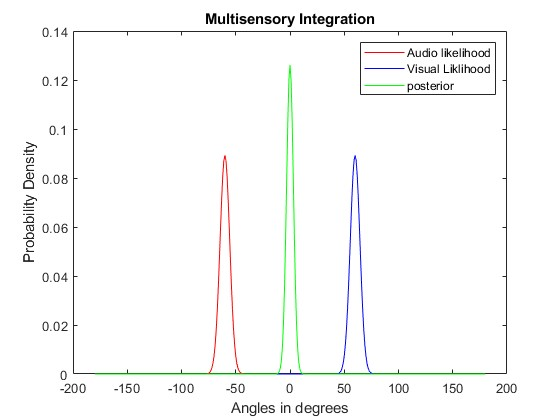 Multisensory Integration
Audio likelihood
Visual Liklihood
posterior
Probability Density
0.14
0.12
0.1
0.08
0.06
0.04
0.02
0
-200
-150
-100
-50
0
50
100
150
200
Angles in degrees